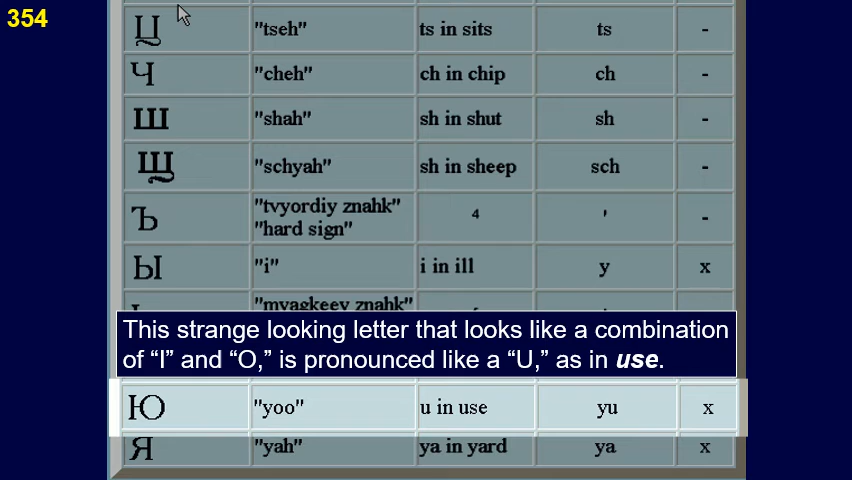 354
Ц "tseh" ts in sits ts -
Ч "cheh" ch in chip ch -
Ш "shah" sh in shut sh -
Щ "schyah" sh in sheep sch -
Ъ "tvyordiy znahk" "hard sign" 4 ' -
Ы "i" i in ill y x
"myagkeey znahk"
This strange looking letter that looks like a combination
of “I” and “O,” is pronounced like a “U,” as in use.
Ю "yoo" u in use yu x
Я "yah" ya in yard ya x